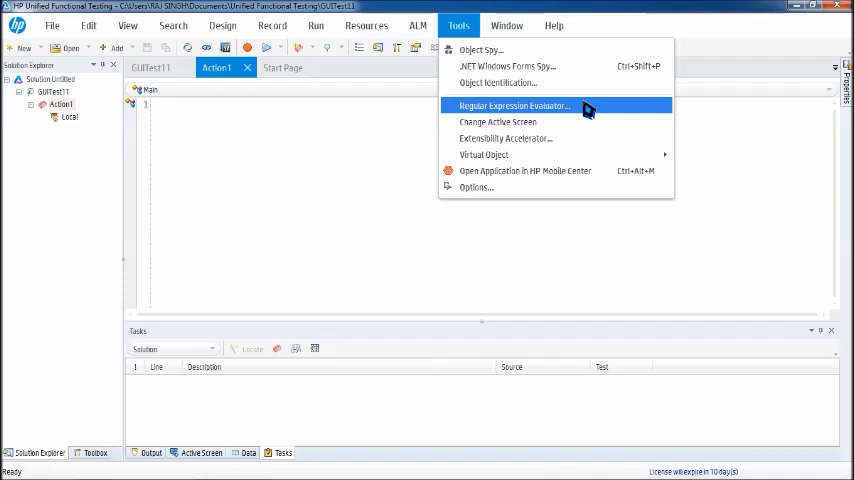 HP Unified Functional Testing - C:\Users\RAJ SINGH\Documents\Unified Functional Testing\GUITest11
hp File Edit View Search Design Record Run Resources ALM Tools Window Help
New Open Add
Solution Explorer
Solution Untitled
GUITest11
Action1
Local
GUITest11 Action1 Start Page
Main
1
Object Spy...
.NET Windows Forms Spy... Ctrl+Shift+P
Object Identification...
Regular Expression Evaluator...
Change Active Screen
Extensibility Accelerator...
Virtual Object
Open Application in HP Mobile Center Ctrl+Alt+M
Options...
Properties
Tasks
Solution Locate
! Line Description Source Test
Solution Explorer Toolbox Output Active Screen Data Tasks
Ready License will expire in 10 day(s)